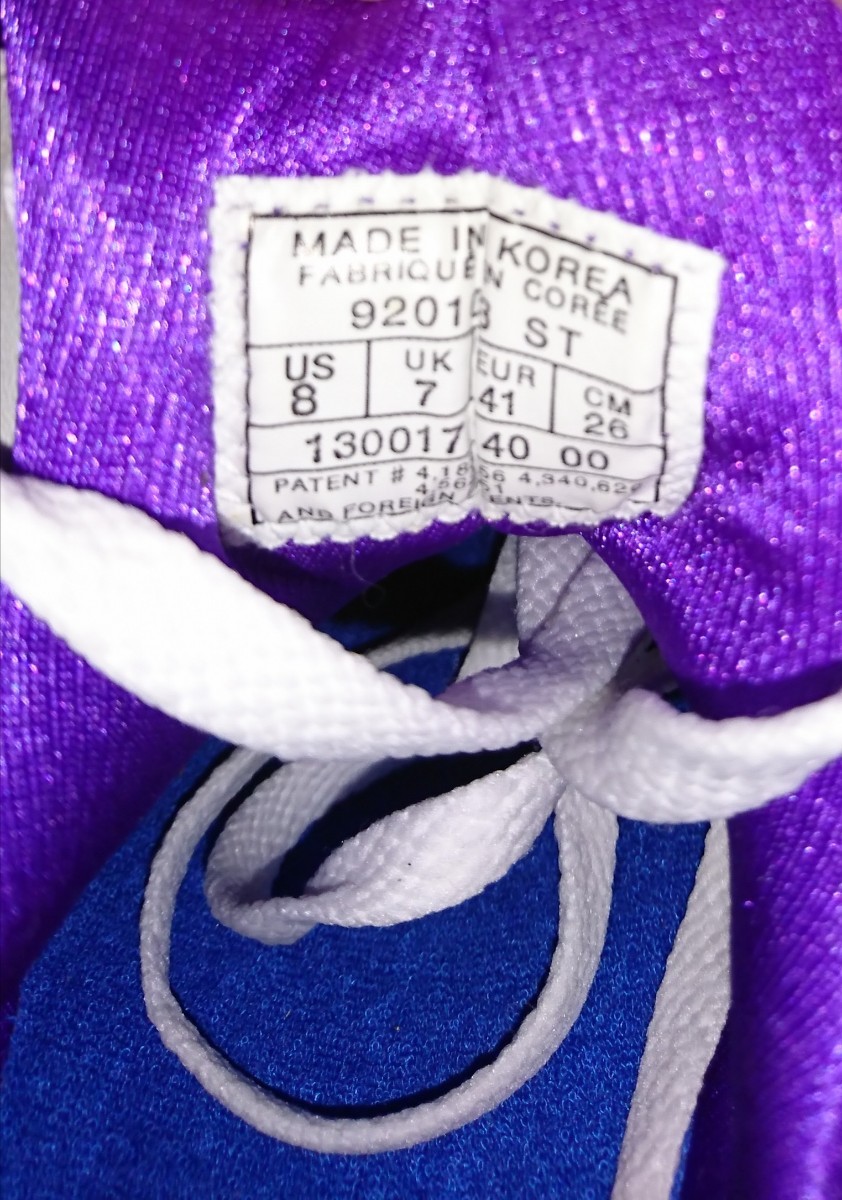 MADE IN KOREA
FABRIQUE EN COREE
ST
US 8 UK 7 EUR 41 CM 26
130017 40 00
PATENT #
AND FOREIGN